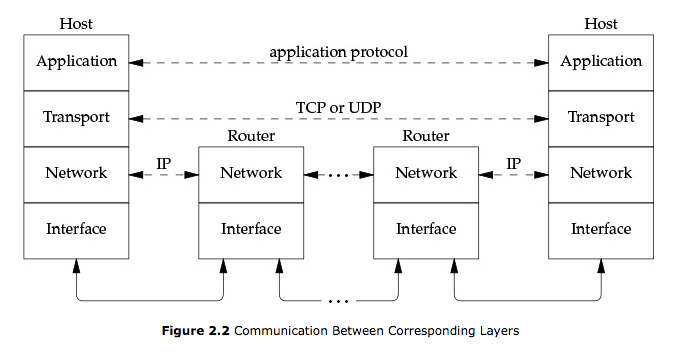 Host
Host
Application
application protocol
Application
Transport
TCP or UDP
Transport
Router
Router
Network
IP
Network
...
Network
IP
Network
Interface
Interface
Interface
Interface
...
Figure 2.2 Communication Between Corresponding Layers